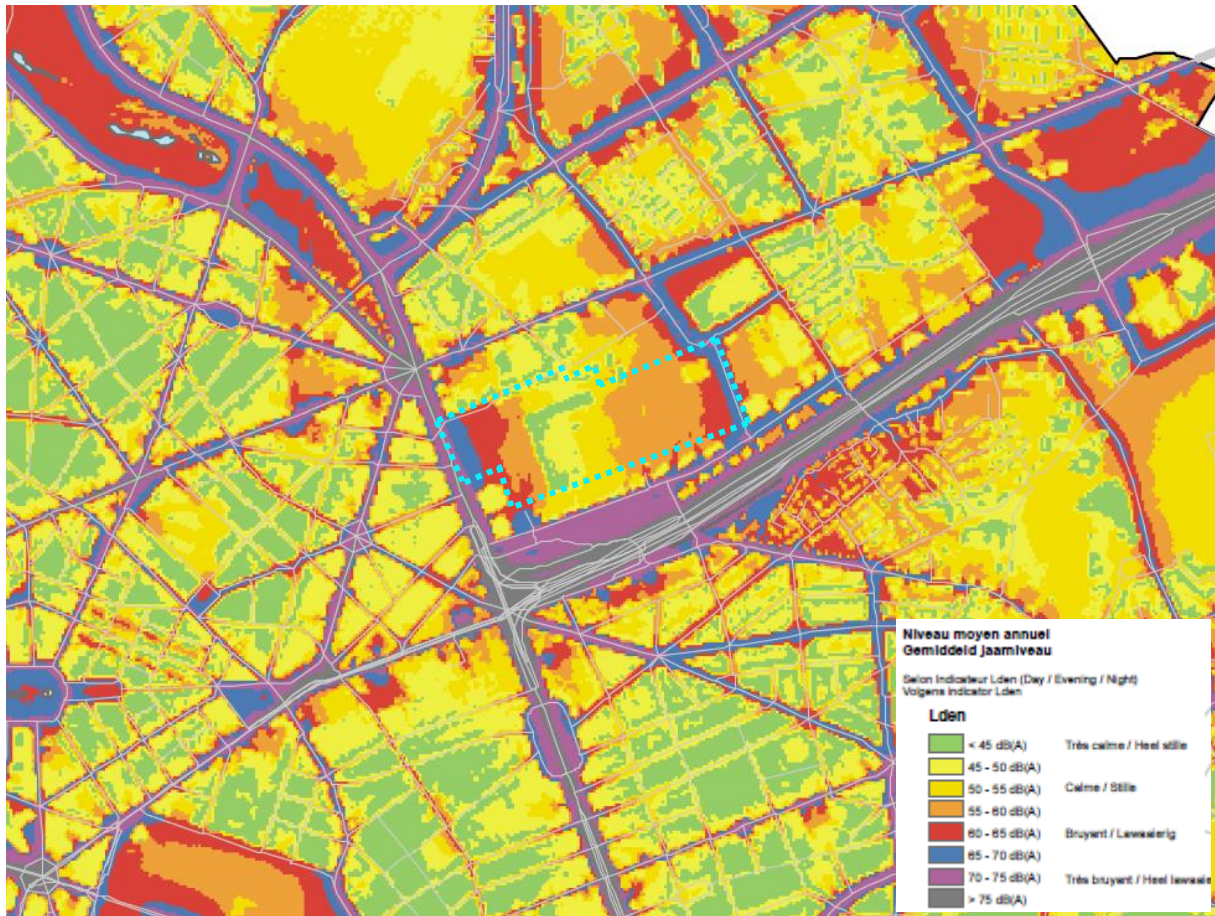 Niveau moyen annuel
Gemiddeld jaarniveau
Selon Indicateur Lden (Day / Evening / Night)
Volgens indicator Lden
Lden
< 45 dB(A) Très calme / Heel stille
45 - 50 dB(A)
50 - 55 dB(A) Calme / Stille
55 - 60 dB(A)
60 - 65 dB(A) Bruyant / Lawaaierig
65 - 70 dB(A)
70 - 75 dB(A) Très bruyant / Heel lawaaie
> 75 dB(A)